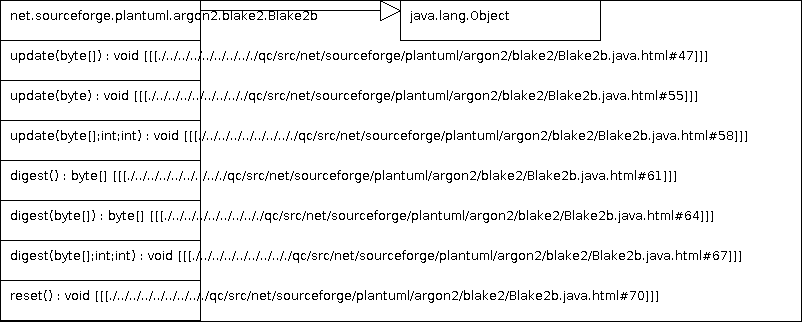 net.sourceforge.plantuml.argon2.blake2.Blake2b
java.lang.Object
update(byte[]) : void [[[./../../../../../../../../qc/src/net/sourceforge/plantuml/argon2/blake2/Blake2b.java.html#47]]]
update(byte) : void [[[./../../../../../../../../qc/src/net/sourceforge/plantuml/argon2/blake2/Blake2b.java.html#55]]]
update(byte[];int;int) : void [[[./../../../../../../../../qc/src/net/sourceforge/plantuml/argon2/blake2/Blake2b.java.html#58]]]
digest() : byte[] [[[./../../../../../../../../qc/src/net/sourceforge/plantuml/argon2/blake2/Blake2b.java.html#61]]]
digest(byte[]) : byte[] [[[./../../../../../../../../qc/src/net/sourceforge/plantuml/argon2/blake2/Blake2b.java.html#64]]]
digest(byte[];int;int) : void [[[./../../../../../../../../qc/src/net/sourceforge/plantuml/argon2/blake2/Blake2b.java.html#67]]]
reset() : void [[[./../../../../../../../../qc/src/net/sourceforge/plantuml/argon2/blake2/Blake2b.java.html#70]]]